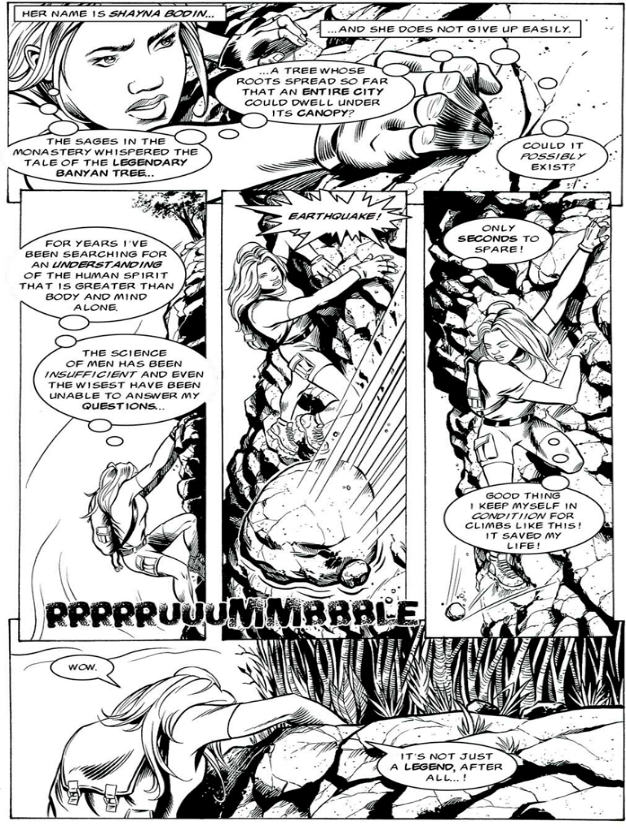 HER NAME IS SHAYNA BODIN...
...AND SHE DOES NOT GIVE UP EASILY.
THE SAGES IN THE
MONASTERY WHISPERED THE
TALE OF THE LEGENDARY
BANYAN TREE...
...A TREE WHOSE
ROOTS SPREAD SO FAR
THAT AN ENTIRE CITY
COULD DWELL UNDER
ITS CANOPY?
COULD IT
POSSIBLY
EXIST?
FOR YEARS I'VE
BEEN SEARCHING FOR
AN UNDERSTANDING
OF THE HUMAN SPIRIT
THAT IS GREATER THAN
BODY AND MIND
ALONE.
THE SCIENCE
OF MEN HAS BEEN
INSUFFICIENT AND EVEN
THE WISEST HAVE BEEN
UNABLE TO ANSWER MY
QUESTIONS...
EARTHQUAKE!
ONLY
SECONDS TO
SPARE!
GOOD THING
I KEEP MYSELF IN
CONDITIION FOR
CLIMBS LIKE THIS!
IT SAVED MY
LIFE!
RRRRRUUUMMBBBLE
WOW.
IT'S NOT JUST
A LEGEND, AFTER
ALL...!